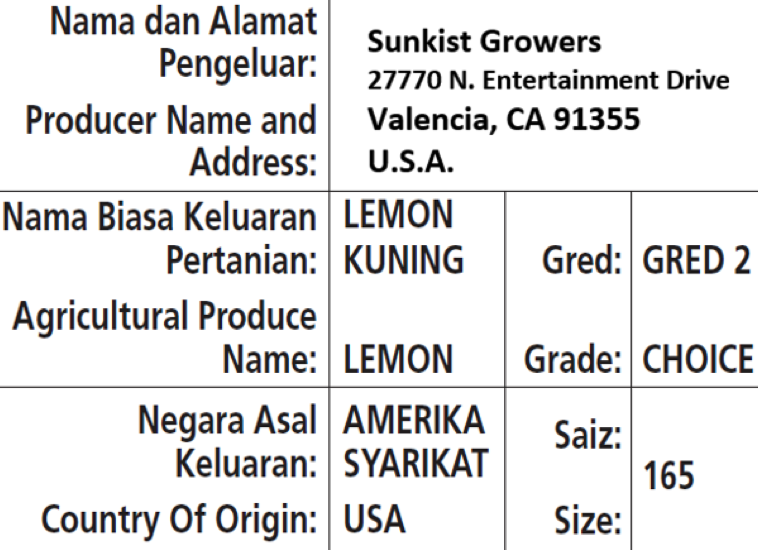 Nama dan Alamat
Pengeluar:
Producer Name and
Address:
Sunkist Growers
27770 N. Entertainment Drive
Valencia, CA 91355
U.S.A.
Nama Biasa Keluaran
Pertanian:
LEMON
KUNING
Gred:
GRED 2
Agricultural Produce
Name:
LEMON
Grade:
CHOICE
Negara Asal
Keluaran:
AMERIKA
SYARIKAT
Saiz:
165
Country Of Origin:
USA
Size: